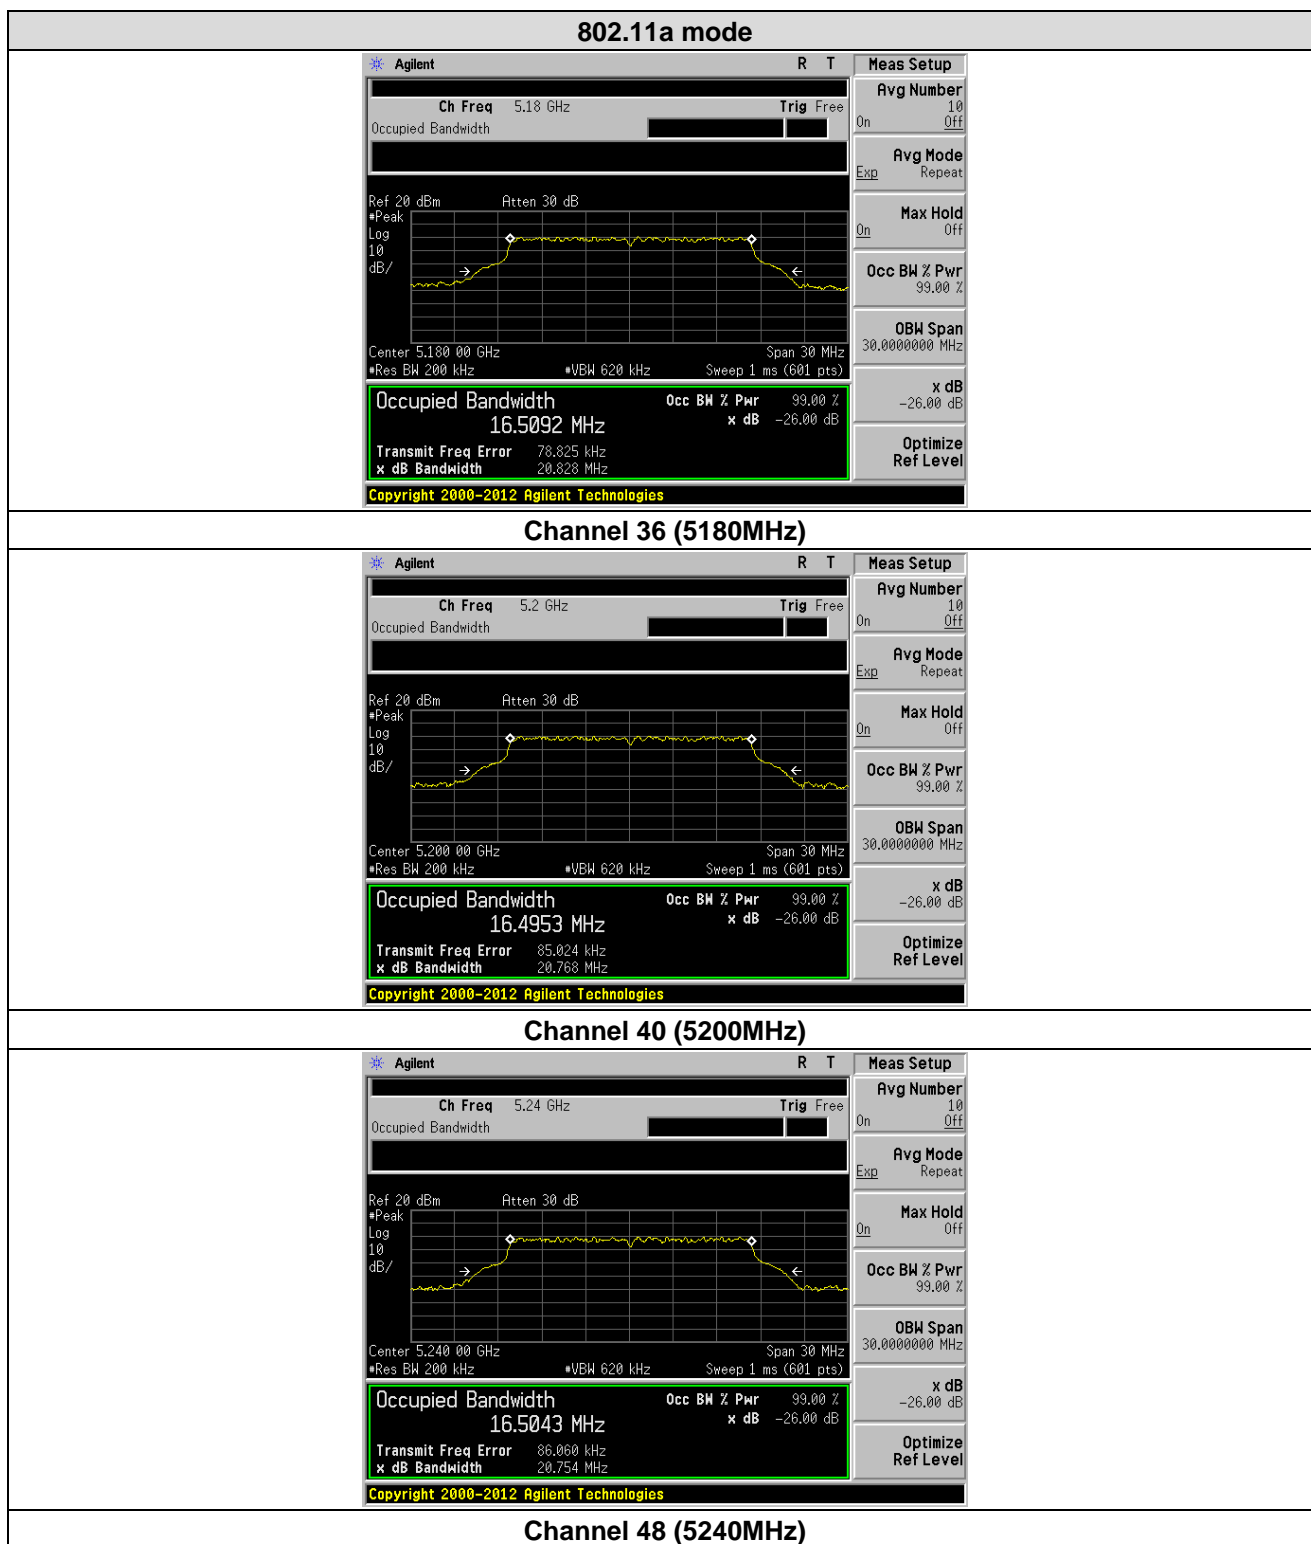 802.11a mode
Agilent R T Meas Setup
Ch Freq 5.18 GHz Trig Free
Occupied Bandwidth
Avg Number
10
On Off
Avg Mode
Exp Repeat
Max Hold
On Off
Occ BW % Pwr
99.00 %
OBW Span
30.0000000 MHz
x dB
-26.00 dB
Optimize
Ref Level
Ref 20 dBm Atten 30 dB
#Peak
Log
10
dB/
Center 5.180 00 GHz Span 30 MHz
#Res BW 200 kHz #VBW 620 kHz Sweep 1 ms (601 pts)
Occupied Bandwidth Occ BW % Pwr 99.00 %
16.5092 MHz x dB -26.00 dB
Transmit Freq Error 78.825 kHz
x dB Bandwidth 20.828 MHz
Copyright 2000-2012 Agilent Technologies
Channel 36 (5180MHz)
Agilent R T Meas Setup
Ch Freq 5.2 GHz Trig Free
Occupied Bandwidth
Avg Number
10
On Off
Avg Mode
Exp Repeat
Max Hold
On Off
Occ BW % Pwr
99.00 %
OBW Span
30.0000000 MHz
x dB
-26.00 dB
Optimize
Ref Level
Ref 20 dBm Atten 30 dB
#Peak
Log
10
dB/
Center 5.200 00 GHz Span 30 MHz
#Res BW 200 kHz #VBW 620 kHz Sweep 1 ms (601 pts)
Occupied Bandwidth Occ BW % Pwr 99.00 %
16.4953 MHz x dB -26.00 dB
Transmit Freq Error 85.024 kHz
x dB Bandwidth 20.768 MHz
Copyright 2000-2012 Agilent Technologies
Channel 40 (5200MHz)
Agilent R T Meas Setup
Ch Freq 5.24 GHz Trig Free
Occupied Bandwidth
Avg Number
10
On Off
Avg Mode
Exp Repeat
Max Hold
On Off
Occ BW % Pwr
99.00 %
OBW Span
30.0000000 MHz
x dB
-26.00 dB
Optimize
Ref Level
Ref 20 dBm Atten 30 dB
#Peak
Log
10
dB/
Center 5.240 00 GHz Span 30 MHz
#Res BW 200 kHz #VBW 620 kHz Sweep 1 ms (601 pts)
Occupied Bandwidth Occ BW % Pwr 99.00 %
16.5043 MHz x dB -26.00 dB
Transmit Freq Error 86.060 kHz
x dB Bandwidth 20.754 MHz
Copyright 2000-2012 Agilent Technologies
Channel 48 (5240MHz)